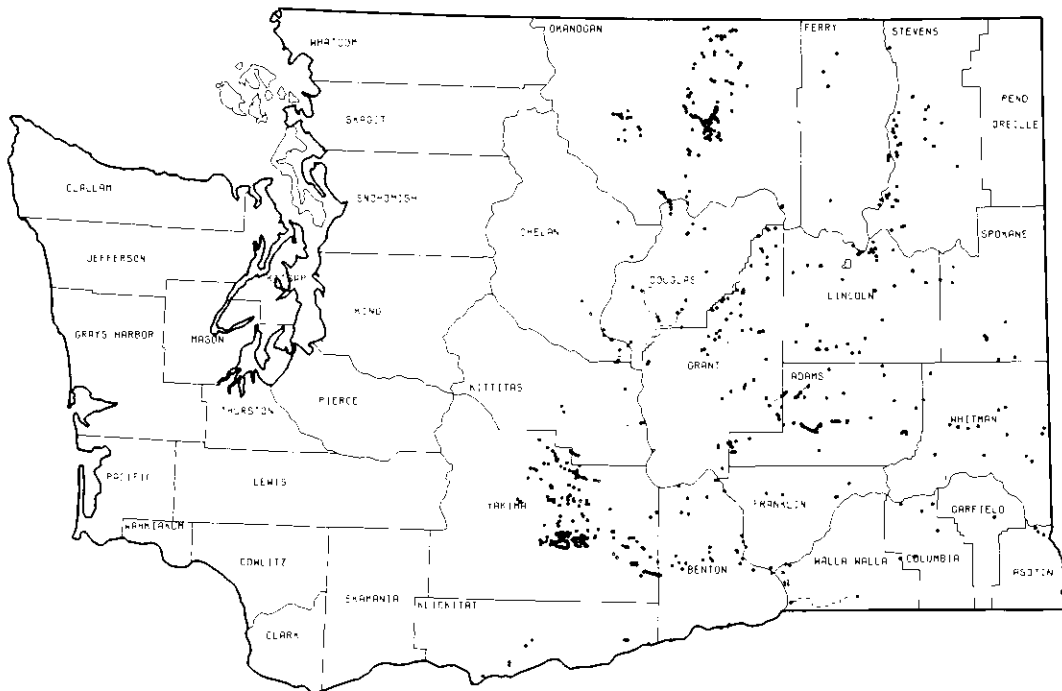 WHATCOM
OKANOGAN
FERRY
STEVENS
PEND
OREILLE
SKAGIT
CLALLAM
SNOHOMISH
CHELAN
SPOKANE
JEFFERSON
KITSAP
DOUGLAS
LINCOLN
GRAYS HARBOR
MASON
KING
GRANT
KITTITAS
ADAMS
PIERCE
THURSTON
WHITMAN
PACIFIC
LEWIS
YAKIMA
FRANKLIN
GARFIELD
WAHKIAKUM
COWLITZ
BENTON
WALLA WALLA
COLUMBIA
ASOTIN
SKAMANIA
KLICKITAT
CLARK